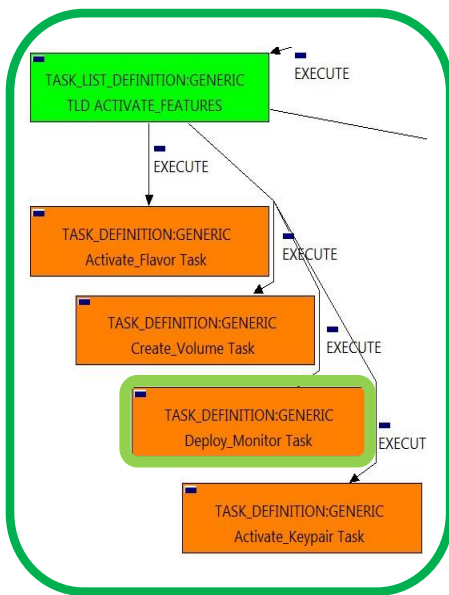 EXECUTE
TASK_LIST_DEFINITION:GENERIC
TLD ACTIVATE_FEATURES
EXECUTE
TASK_DEFINITION:GENERIC
Activate_Flavor Task
EXECUTE
TASK_DEFINITION:GENERIC
Create_Volume Task
EXECUTE
TASK_DEFINITION:GENERIC
Deploy_Monitor Task
EXECUT
TASK_DEFINITION:GENERIC
Activate_Keypair Task